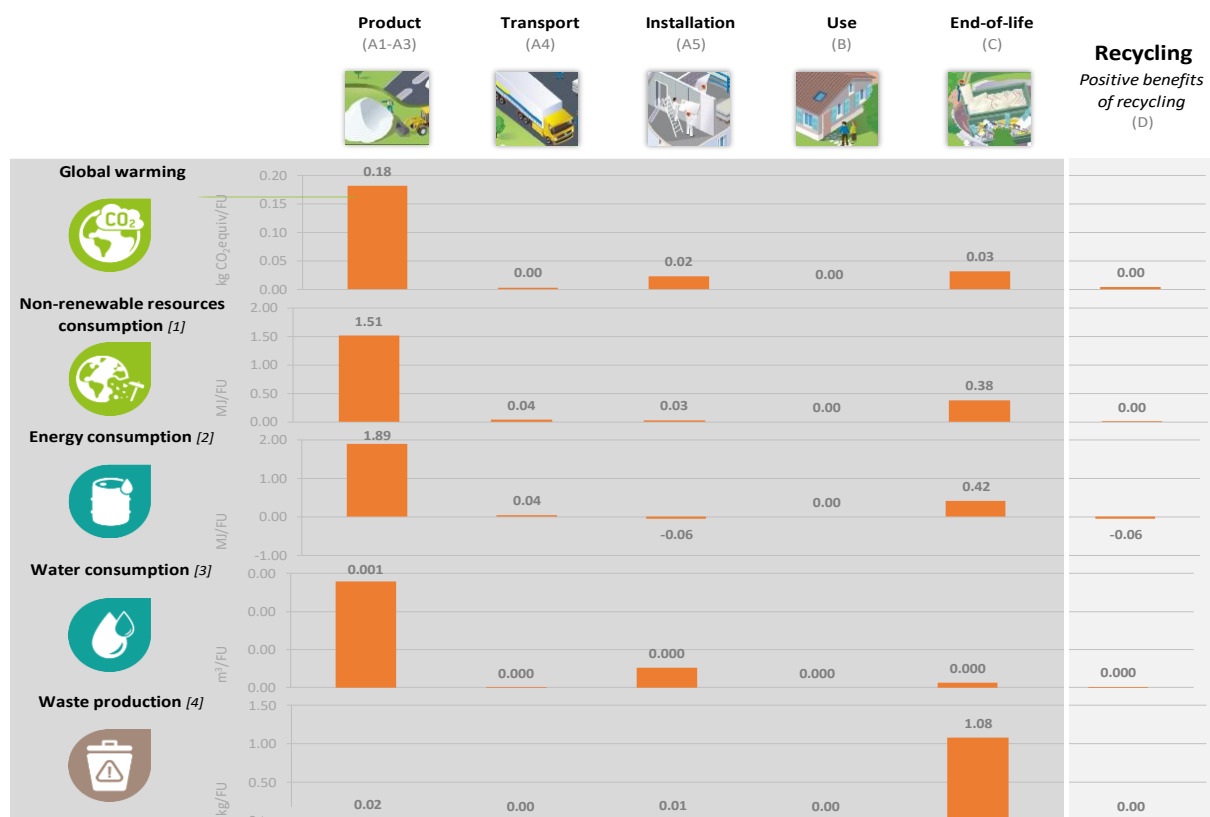 Product
(A1-A3)
Transport
(A4)
Installation
(A5)
Use
(B)
End-of-life
(C)
Recycling
Positive benefits
of recycling
(D)
Global warming
CO₂
kg CO₂equiv/FU
0.20
0.15
0.10
0.05
0.00
0.18
0.00
0.02
0.00
0.03
0.00
Non-renewable resources
consumption [1]
MJ/FU
2.00
1.50
1.00
0.50
0.00
1.51
0.04
0.03
0.00
0.38
0.00
Energy consumption [2]
MJ/FU
2.00
1.00
0.00
-1.00
1.89
0.04
-0.06
0.00
0.42
-0.06
Water consumption [3]
m³/FU
0.00
0.00
0.00
0.00
0.001
0.000
0.000
0.000
0.000
0.000
Waste production [4]
kg/FU
1.50
1.00
0.50
0.02
0.00
0.01
0.00
1.08
0.00